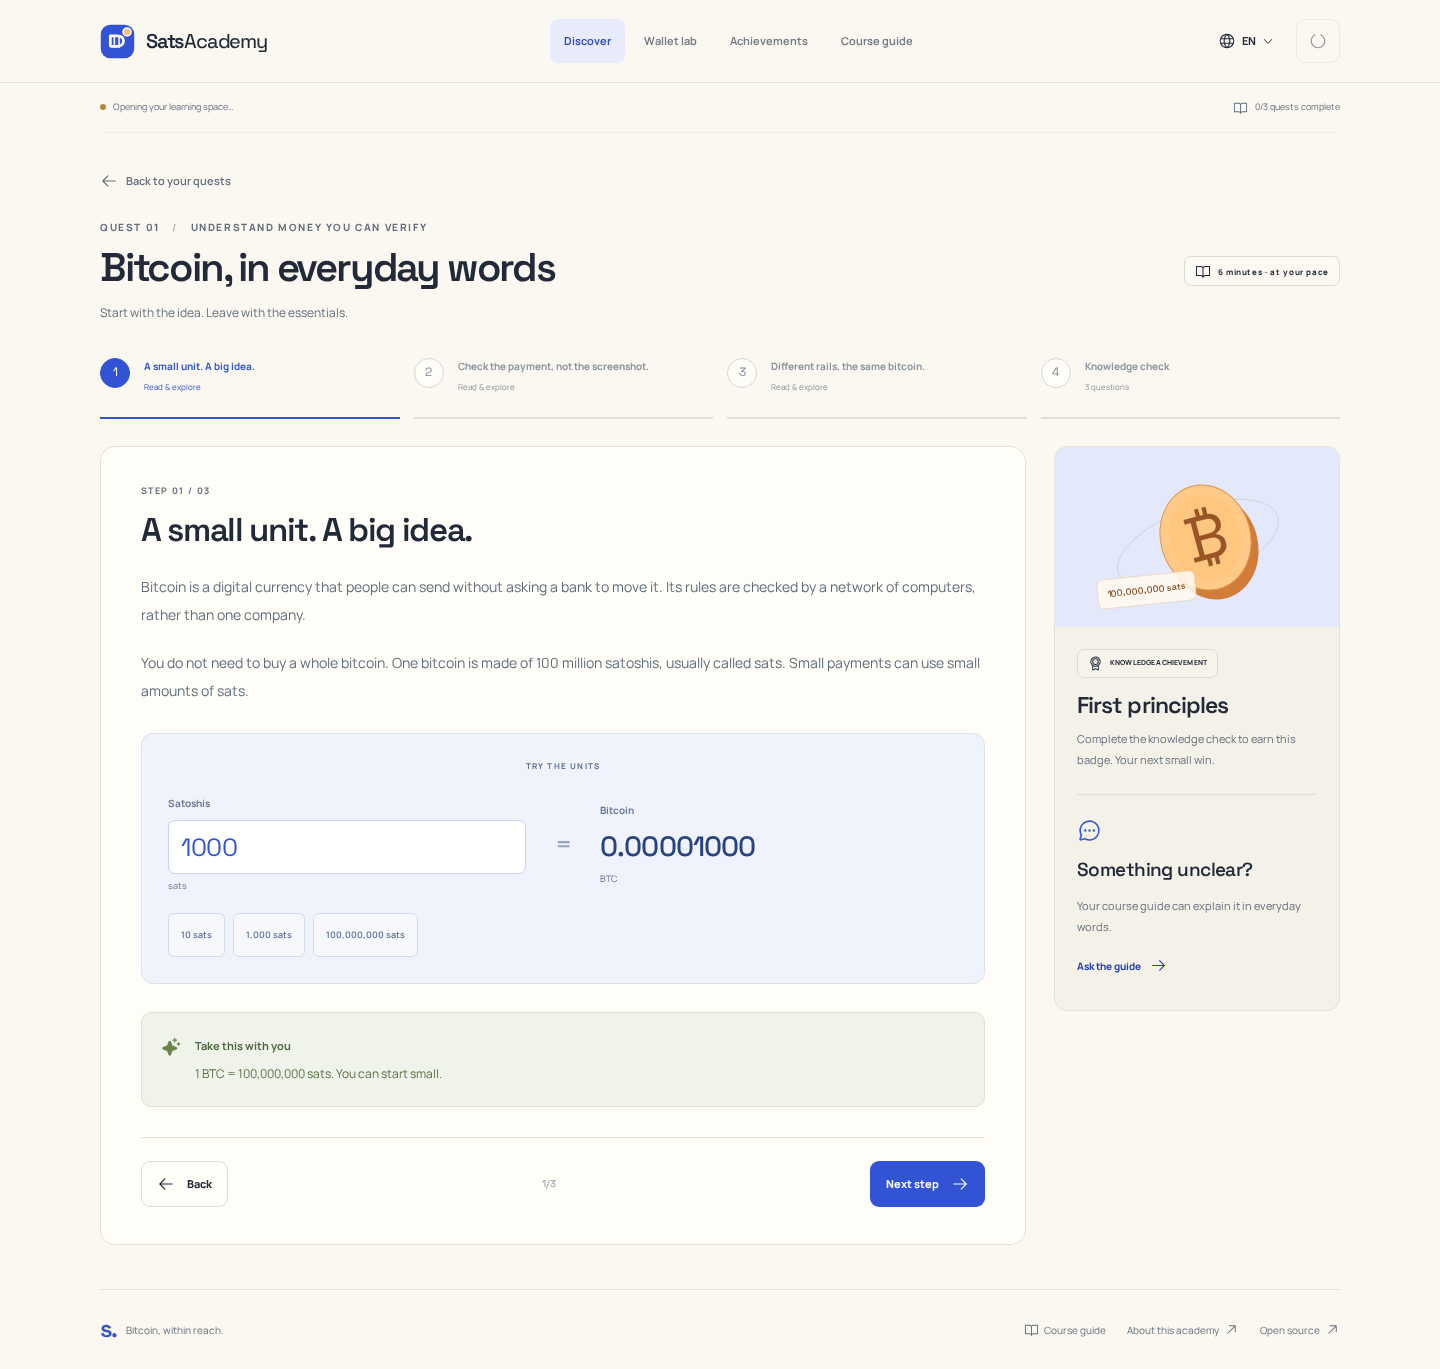 SatsAcademy
Discover
Wallet lab
Achievements
Course guide
EN
Opening your learning space…
0/3 quests complete
Back to your quests
QUEST 01 / UNDERSTAND MONEY YOU CAN VERIFY
Bitcoin, in everyday words
6 minutes · at your pace
Start with the idea. Leave with the essentials.
1
A small unit. A big idea.
Read & explore
2
Check the payment, not the screenshot.
Read & explore
3
Different rails, the same bitcoin.
Read & explore
4
Knowledge check
3 questions
STEP 01 / 03
A small unit. A big idea.
Bitcoin is a digital currency that people can send without asking a bank to move it. Its rules are checked by a network of computers,
rather than one company.
You do not need to buy a whole bitcoin. One bitcoin is made of 100 million satoshis, usually called sats. Small payments can use small
amounts of sats.
TRY THE UNITS
Satoshis
1000
sats
=
Bitcoin
0.00001000
BTC
10 sats
1,000 sats
100,000,000 sats
Take this with you
1 BTC = 100,000,000 sats. You can start small.
Back
1/3
Next step
₿
100,000,000 sats
KNOWLEDGE ACHIEVEMENT
First principles
Complete the knowledge check to earn this
badge. Your next small win.
Something unclear?
Your course guide can explain it in everyday
words.
Ask the guide
S.
Bitcoin, within reach.
Course guide
About this academy
Open source